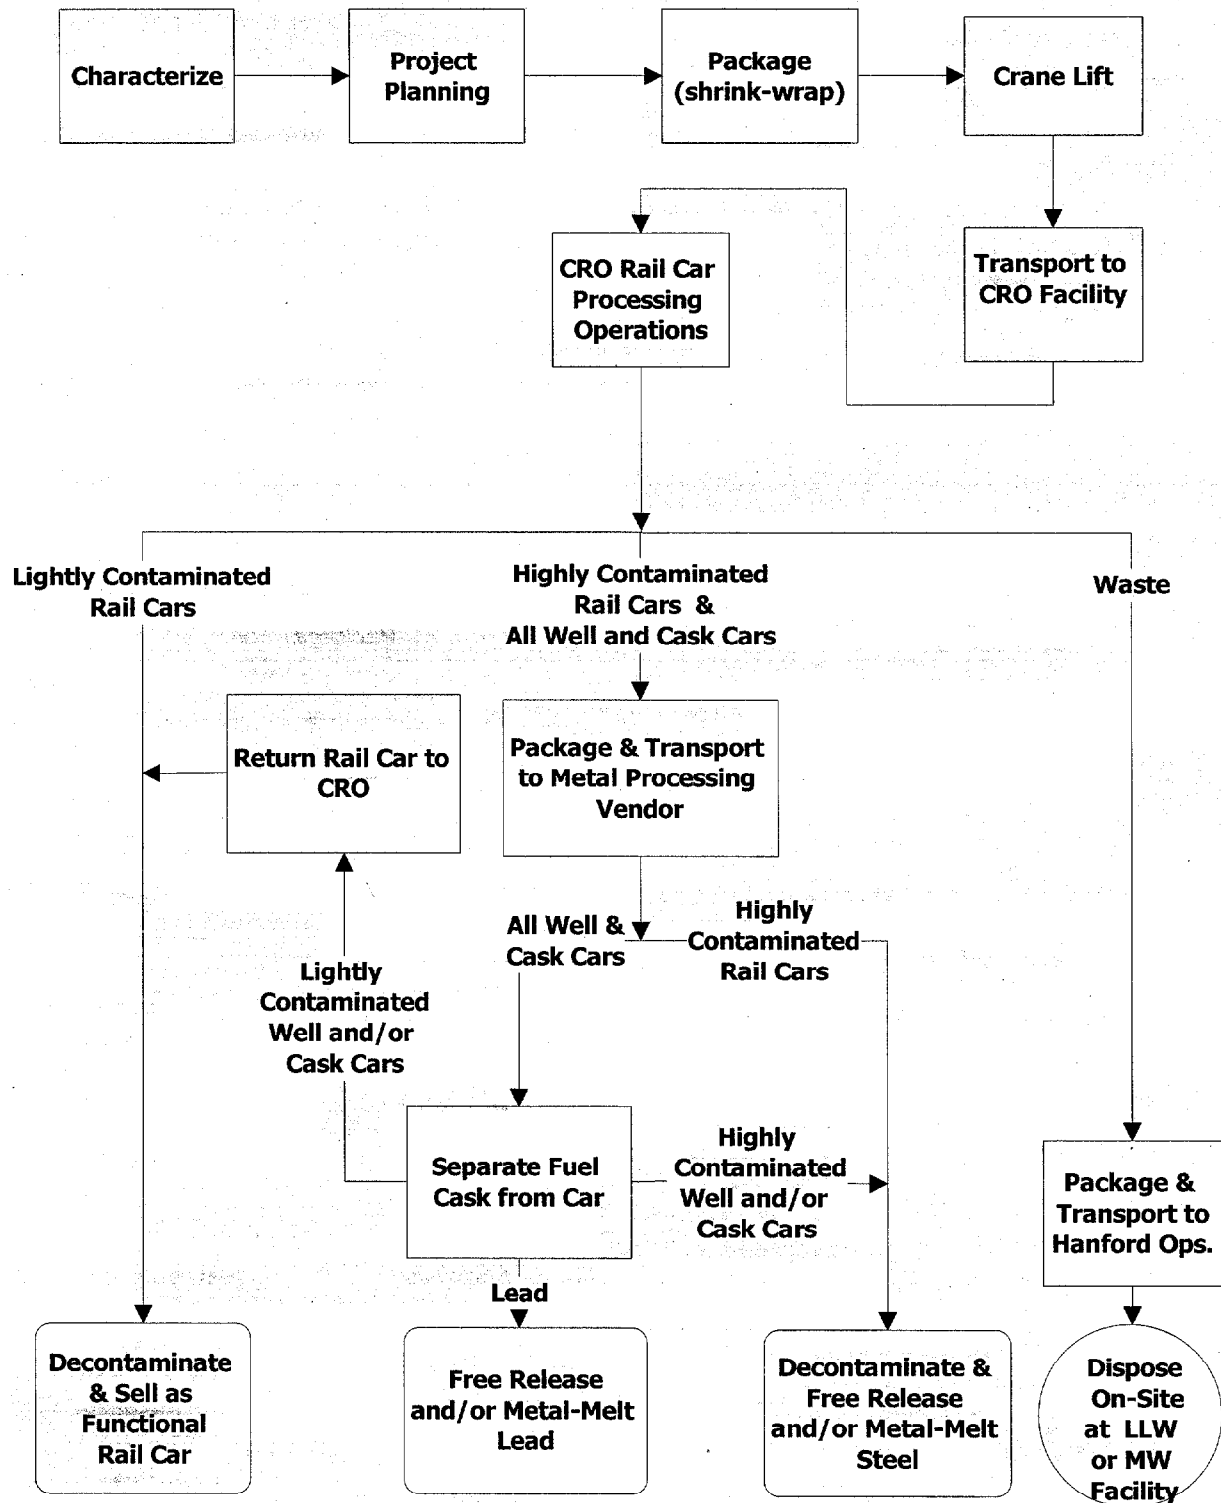 Characterize
Project
Planning
Package
(shrink-wrap)
Crane Lift
Transport to
CRO Facility
CRO Rail Car
Processing
Operations
Lightly Contaminated
Rail Cars
Highly Contaminated
Rail Cars &
All Well and Cask Cars
Waste
Return Rail Car to
CRO
Package & Transport
to Metal Processing
Vendor
All Well &
Cask Cars
Highly
Contaminated
Rail Cars
Lightly
Contaminated
Well and/or
Cask Cars
Separate Fuel
Cask from Car
Highly
Contaminated
Well and/or
Cask Cars
Package &
Transport to
Hanford Ops.
Lead
Decontaminate
& Sell as
Functional
Rail Car
Free Release
and/or Metal-Melt
Lead
Decontaminate &
Free Release
and/or Metal-Melt
Steel
Dispose
On-Site
at LLW
or MW
Facility